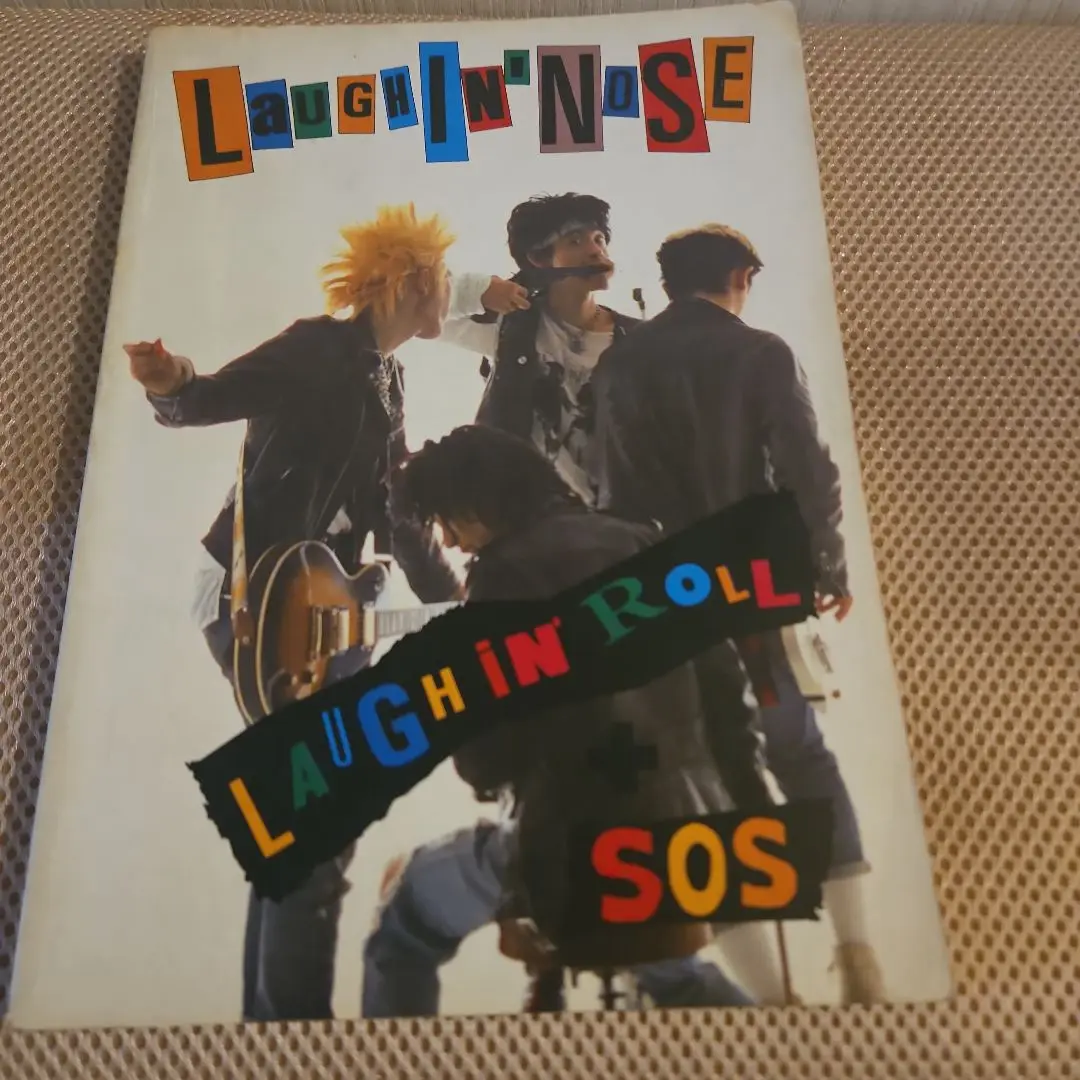 LaUGHIN' NoSE
LAUGH iN' ROLL
+
SOS